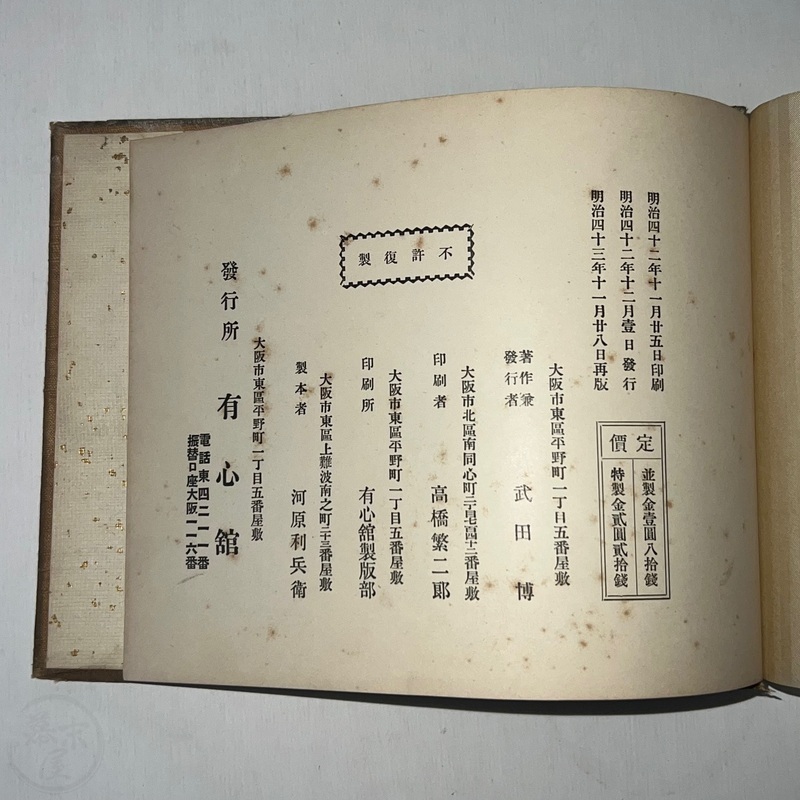 明治四十二年十一月廿五日印刷
明治四十二年十二月壹日發行
明治四十三年十一月廿八日再版
定價
並製金壹圓八拾錢
特製金貳圓貳拾錢
不許復製
大阪市東區平野町一丁目五番屋敷
著作兼
發行者
武田博
大阪市北區南同心町二丁目
印刷者
高橋繁二郎
大阪市東區平野町一丁目五番屋敷
印刷所
有心舘製版部
大阪市東區上難波南之町二十三番屋敷
製本者
河原利兵衛
大阪市東區平野町一丁目五番屋敷
發行所
有心舘
電話東四二一一番
振替口座大阪一一六番
幕末屋